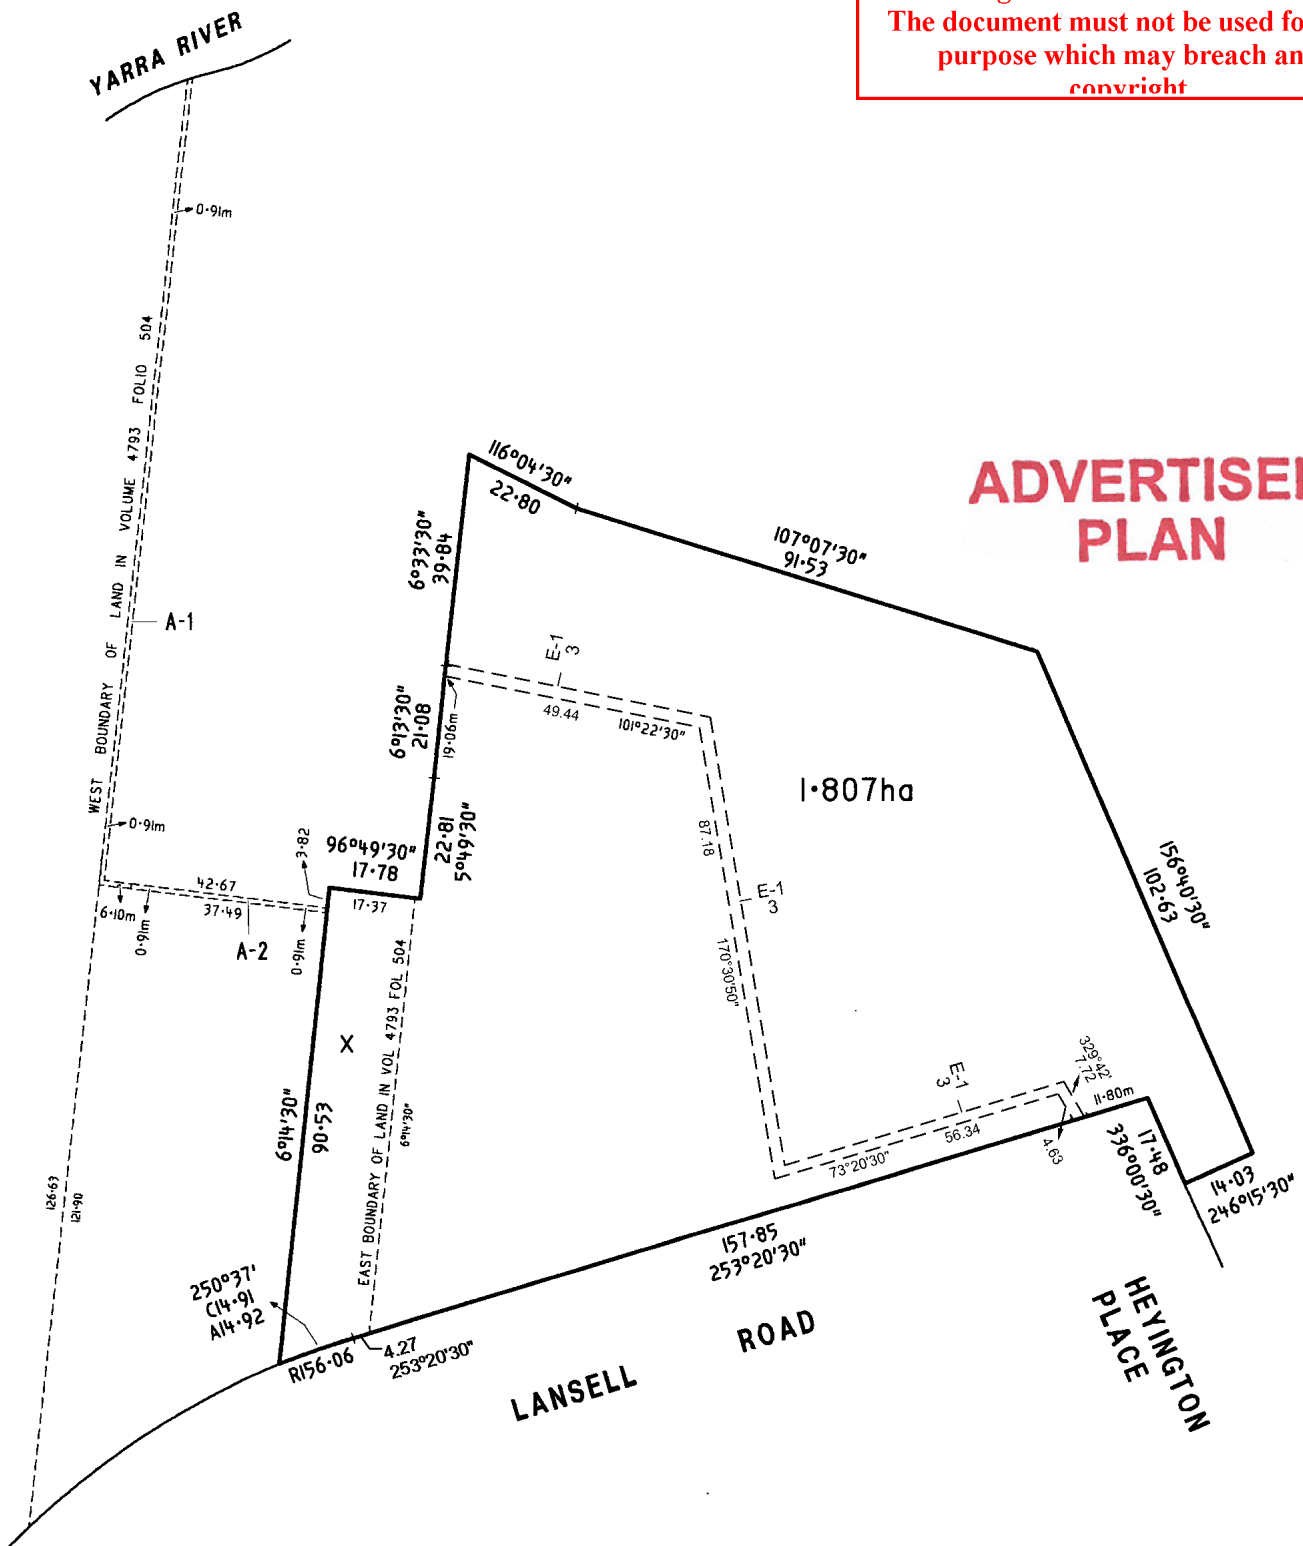 The document must not be used fo
purpose which may breach an
copyright
YARRA RIVER
0·91m
WEST BOUNDARY OF LAND IN VOLUME 4793 FOLIO 504
A-1
116°04'30"
22·80
ADVERTISE
PLAN
107°07'30"
91·53
6°33'30"
39·84
E-1
3
49.44
101°22'30"
6°13'30"
21·08
19·06m
1·807ha
87.18
22·81
5°49'30"
0·91m
3·82
96°49'30"
17·78
17·37
42·67
37·49
6·10m
0·91m
A-2
0·91m
E-1
3
156°40'30"
102·63
170°30'50"
X
EAST BOUNDARY OF LAND IN VOL 4793 FOL 504
6°14'30"
6°14'30"
90·53
E-1
3
329°42'
7.72
11·80m
56.34
73°20'30"
4.63
17·48
336°00'30"
14·03
246°15'30"
126·63
121·90
157·85
253°20'30"
250°37'
C14·91
A14·92
R156·06
4.27
253°20'30"
LANSELL ROAD
HEYINGTON
PLACE